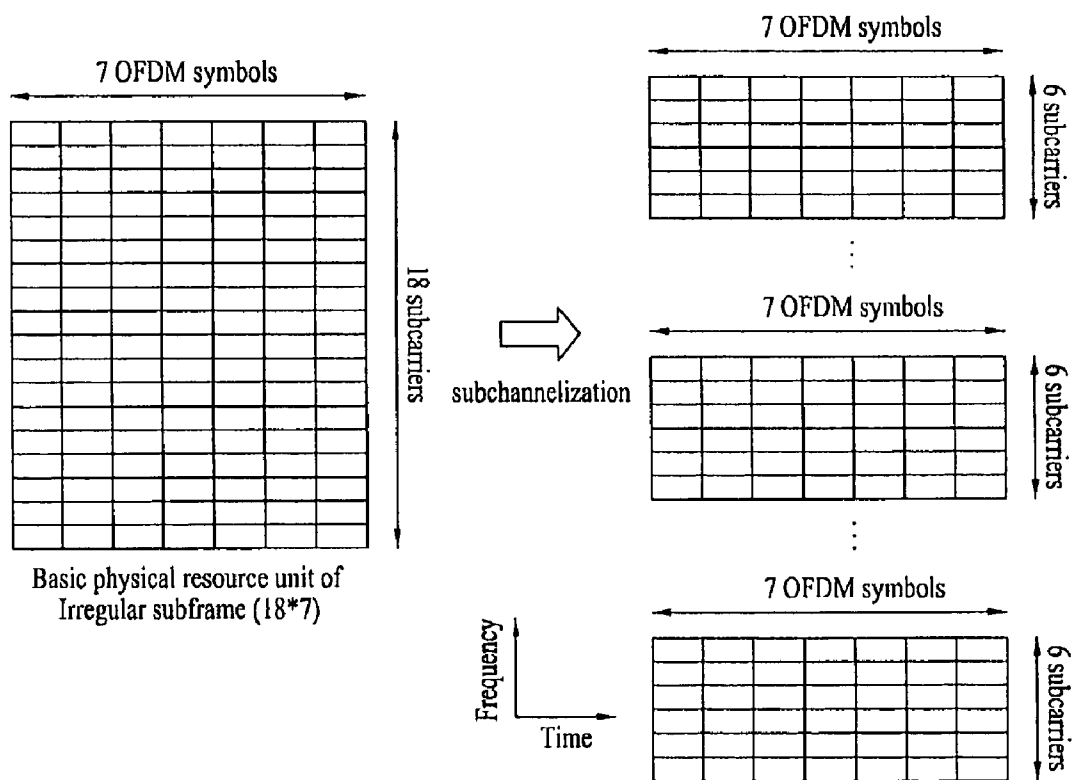 7 OFDM symbols
18 subcarriers
Basic physical resource unit of
Irregular subframe (18*7)
subchannelization
7 OFDM symbols
6 subcarriers
7 OFDM symbols
6 subcarriers
7 OFDM symbols
6 subcarriers
Frequency
Time